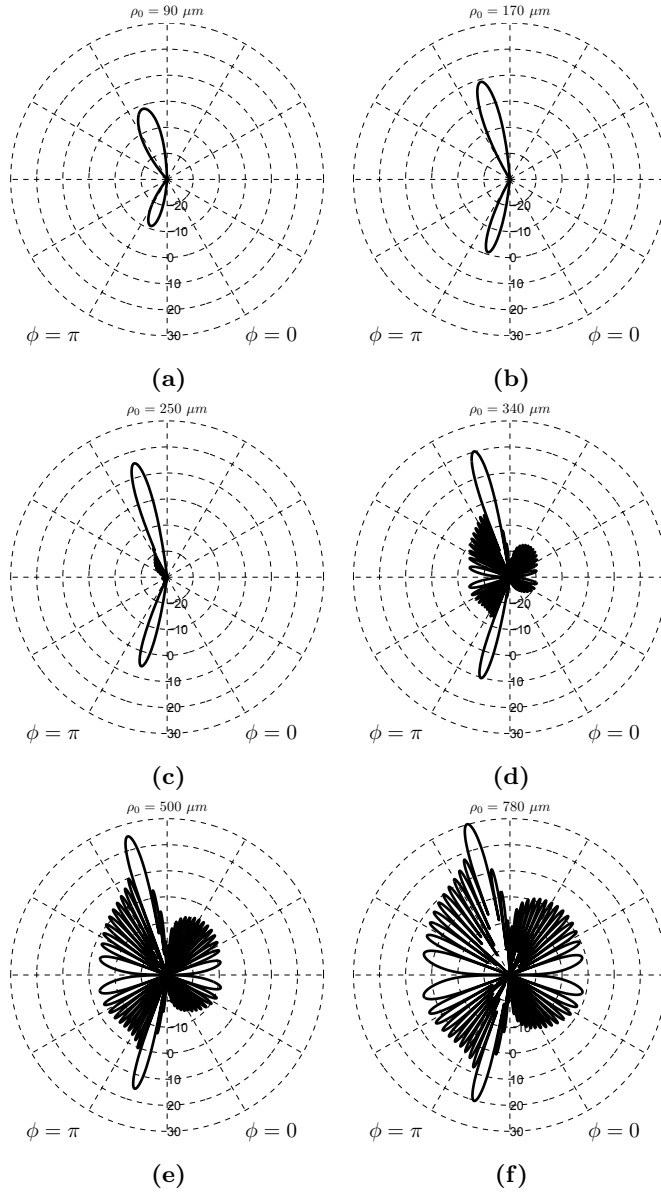 ρ₀ = 90 μm
20
10
0
10
20
30
ϕ = π
ϕ = 0
(a)
ρ₀ = 170 μm
20
10
0
10
20
30
ϕ = π
ϕ = 0
(b)
ρ₀ = 250 μm
20
10
0
10
20
30
ϕ = π
ϕ = 0
(c)
ρ₀ = 340 μm
20
10
0
10
20
30
ϕ = π
ϕ = 0
(d)
ρ₀ = 500 μm
10
0
10
20
30
ϕ = π
ϕ = 0
(e)
ρ₀ = 780 μm
10
0
10
20
30
ϕ = π
ϕ = 0
(f)